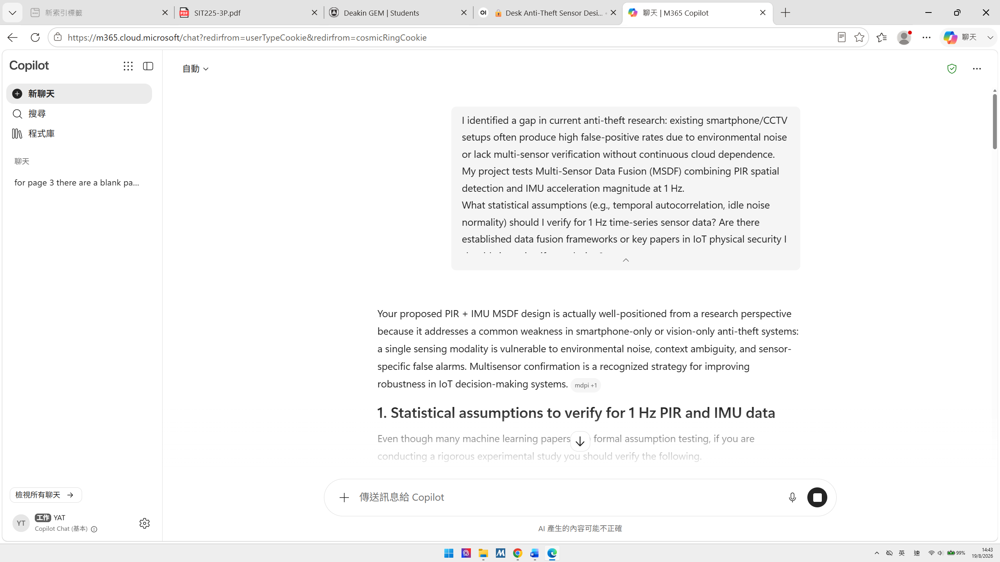 新索引標籤
SIT225-3P.pdf
Deakin GEM | Students
Desk Anti-Theft Sensor Desi...
聊天 | M365 Copilot
https://m365.cloud.microsoft/chat?redirfrom=userTypeCookie&redirfrom=cosmicRingCookie
聊天
Copilot
自動
新聊天
搜尋
程式庫
聊天
for page 3 there are a blank pa...
I identified a gap in current anti-theft research: existing smartphone/CCTV
setups often produce high false-positive rates due to environmental noise
or lack multi-sensor verification without continuous cloud dependence.
My project tests Multi-Sensor Data Fusion (MSDF) combining PIR spatial
detection and IMU acceleration magnitude at 1 Hz.
What statistical assumptions (e.g., temporal autocorrelation, idle noise
normality) should I verify for 1 Hz time-series sensor data? Are there
established data fusion frameworks or key papers in IoT physical security I
Your proposed PIR + IMU MSDF design is actually well-positioned from a research perspective
because it addresses a common weakness in smartphone-only or vision-only anti-theft systems:
a single sensing modality is vulnerable to environmental noise, context ambiguity, and sensor-
specific false alarms. Multisensor confirmation is a recognized strategy for improving
robustness in IoT decision-making systems. mdpi +1
1. Statistical assumptions to verify for 1 Hz PIR and IMU data
Even though many machine learning papers formal assumption testing, if you are
conducting a rigorous experimental study you should verify the following.
檢視所有聊天
YT
工作 YAT
Copilot Chat (基本)
傳送訊息給 Copilot
AI 產生的內容可能不正確
英
速
99%
14:43
19/8/2026